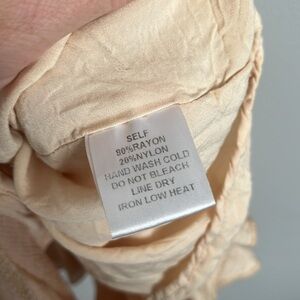 SELF
80%RAYON
20%NYLON
HAND WASH COLD
DO NOT BLEACH
LINE DRY
IRON LOW HEAT